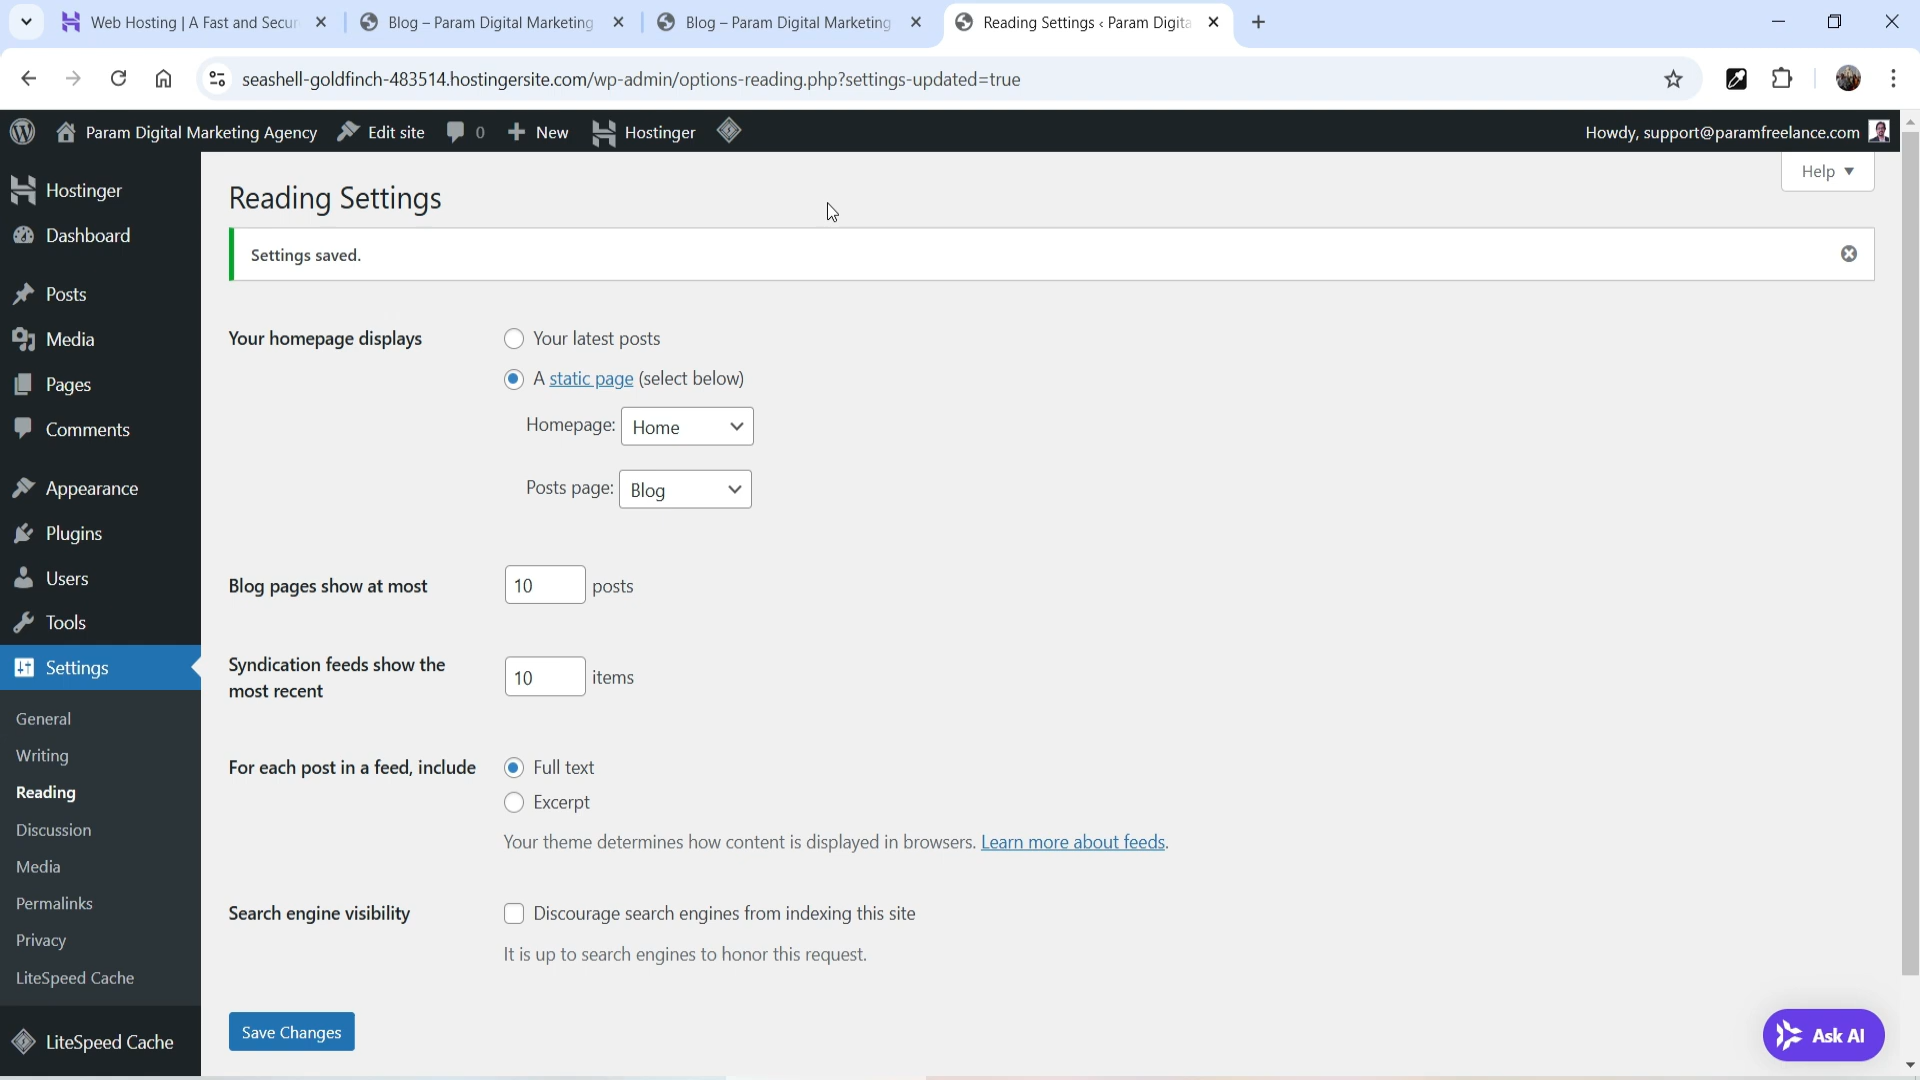 Web Hosting | A Fast and Secur
Blog – Param Digital Marketing
Blog – Param Digital Marketing
Reading Settings ‹ Param Digita
seashell-goldfinch-483514.hostingersite.com/wp-admin/options-reading.php?settings-updated=true
Param Digital Marketing Agency
Edit site
0
New
Hostinger
Howdy, support@paramfreelance.com
Hostinger
Dashboard
Posts
Media
Pages
Comments
Appearance
Plugins
Users
Tools
Settings
General
Writing
Reading
Discussion
Media
Permalinks
Privacy
LiteSpeed Cache
LiteSpeed Cache
Help
Reading Settings
Settings saved.
Your homepage displays
Your latest posts
A static page (select below)
Homepage: Home
Posts page: Blog
Blog pages show at most
10 posts
Syndication feeds show the
most recent
10 items
For each post in a feed, include
Full text
Excerpt
Your theme determines how content is displayed in browsers. Learn more about feeds.
Search engine visibility
Discourage search engines from indexing this site
It is up to search engines to honor this request.
Save Changes
Ask AI